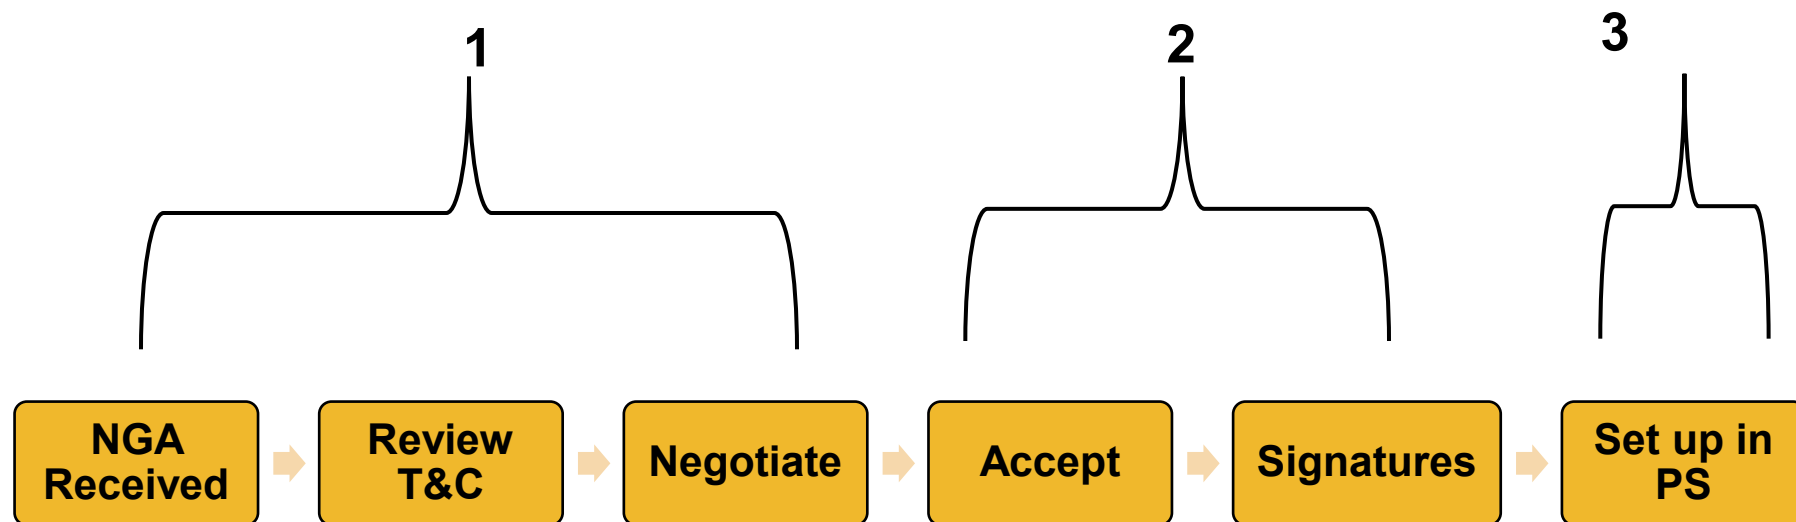 1
2
3
NGA
Received
Review
T&C
Negotiate
Accept
Signatures
Set up in
PS